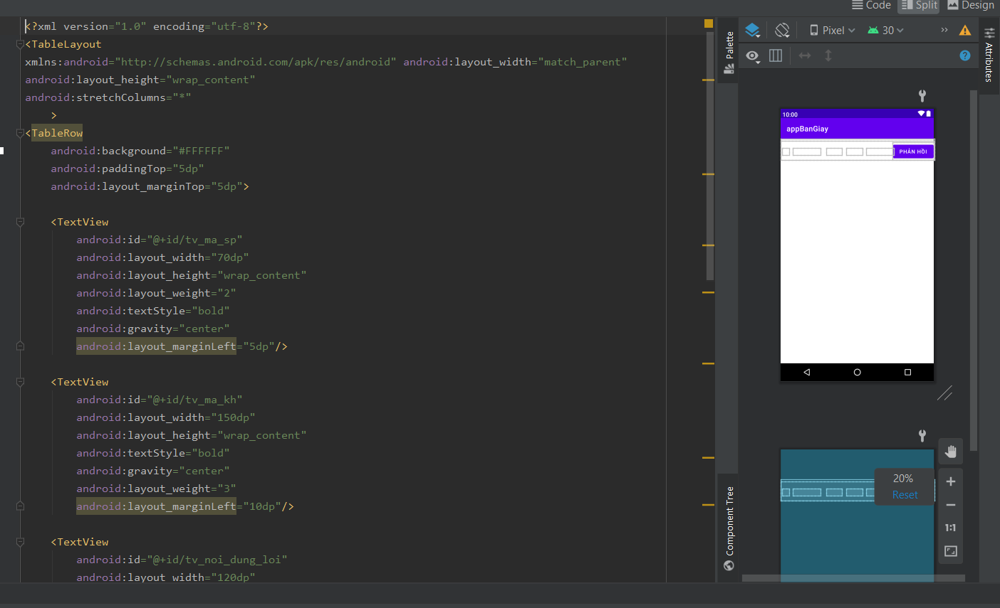 Code Split Design
<?xml version="1.0" encoding="utf-8"?>
<TableLayout
xmlns:android="http://schemas.android.com/apk/res/android" android:layout_width="match_parent"
android:layout_height="wrap_content"
android:stretchColumns="*"
>
<TableRow
android:background="#FFFFFF"
android:paddingTop="5dp"
android:layout_marginTop="5dp">
<TextView
android:id="@+id/tv_ma_sp"
android:layout_width="70dp"
android:layout_height="wrap_content"
android:layout_weight="2"
android:textStyle="bold"
android:gravity="center"
android:layout_marginLeft="5dp"/>
<TextView
android:id="@+id/tv_ma_kh"
android:layout_width="150dp"
android:layout_height="wrap_content"
android:textStyle="bold"
android:gravity="center"
android:layout_weight="3"
android:layout_marginLeft="10dp"/>
<TextView
android:id="@+id/tv_noi_dung_loi"
android:layout_width="120dp"
Palette
Component Tree
Pixel 30 »
?
10:00
appBanGiay
PHẢN HỒI
20%
Reset
+
−
1:1
Attributes